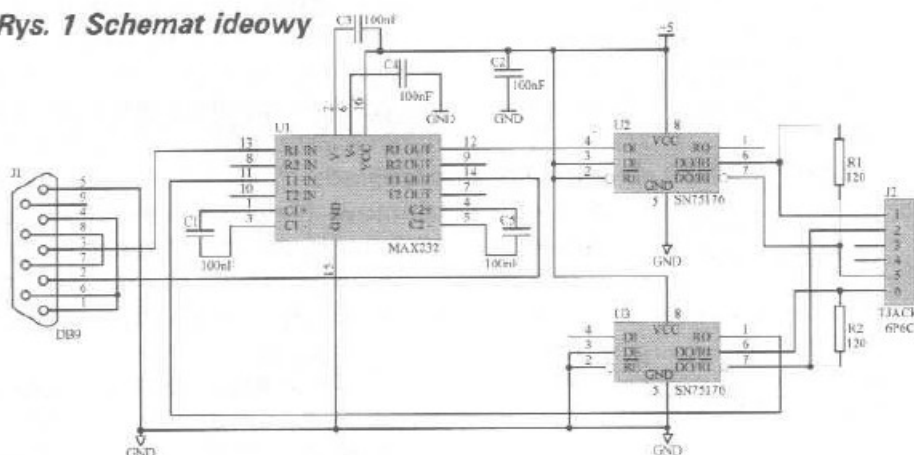 Rys. 1 Schemat ideowy
C3
100nF
+5
C4
100nF
GND
C2
100nF
GND
2
6
16
U1
13
R1 IN
8
R2 IN
11
T1 IN
10
T2 IN
1
C1+
3
C1-
V-
V+
VCC
GND
15
R1 OUT
12
R2 OUT
9
T1 OUT
14
T2 OUT
7
C2+
4
C2-
5
MAX232
C1
100nF
C5
100nF
J1
5
9
4
8
3
7
2
6
1
DB9
U2
4
DI
3
DE
2
RE
VCC
8
RO
1
DO/RI
6
DO/RI
7
GND
5
SN75176
GND
U3
4
DI
3
DE
2
RE
VCC
8
RO
1
DO/RI
6
DO/RI
7
GND
5
SN75176
R1
120
R2
120
J2
1
2
3
4
5
6
TJACK
6P6C
GND
GND